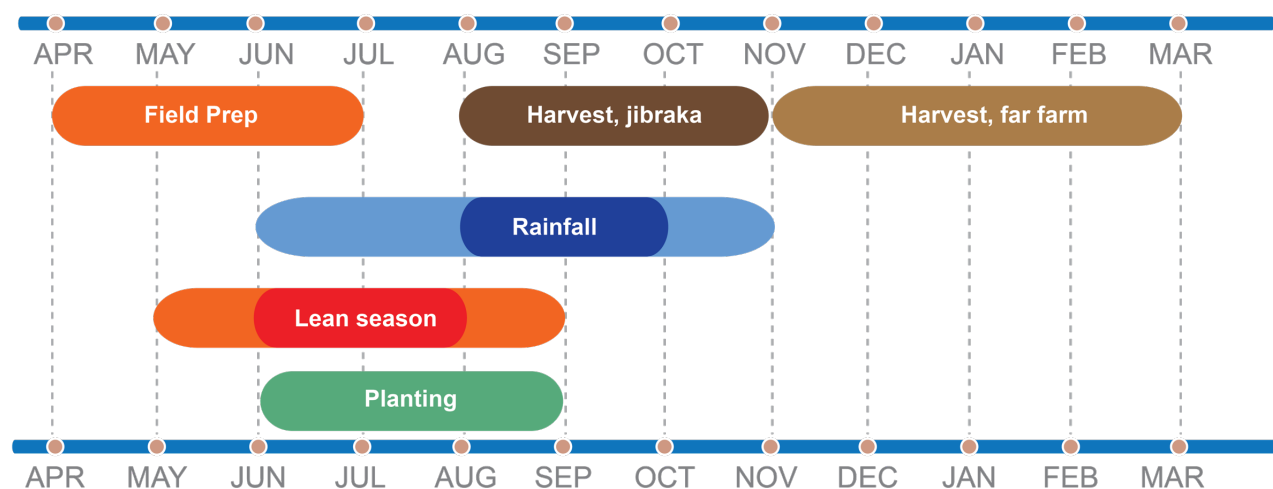 APR MAY JUN JUL AUG SEP OCT NOV DEC JAN FEB MAR
Field Prep Harvest, jibraka Harvest, far farm
Rainfall
Lean season
Planting
APR MAY JUN JUL AUG SEP OCT NOV DEC JAN FEB MAR